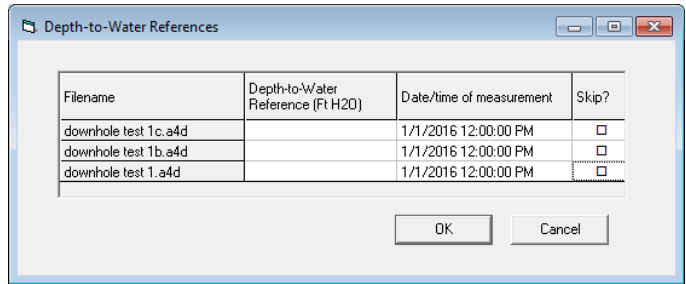 Depth-to-Water References
Filename
Depth-to-Water
Reference (Ft H2O)
Date/time of measurement
Skip?
downhole test 1c.a4d
1/1/2016 12:00:00 PM
downhole test 1b.a4d
1/1/2016 12:00:00 PM
downhole test 1.a4d
1/1/2016 12:00:00 PM
OK
Cancel